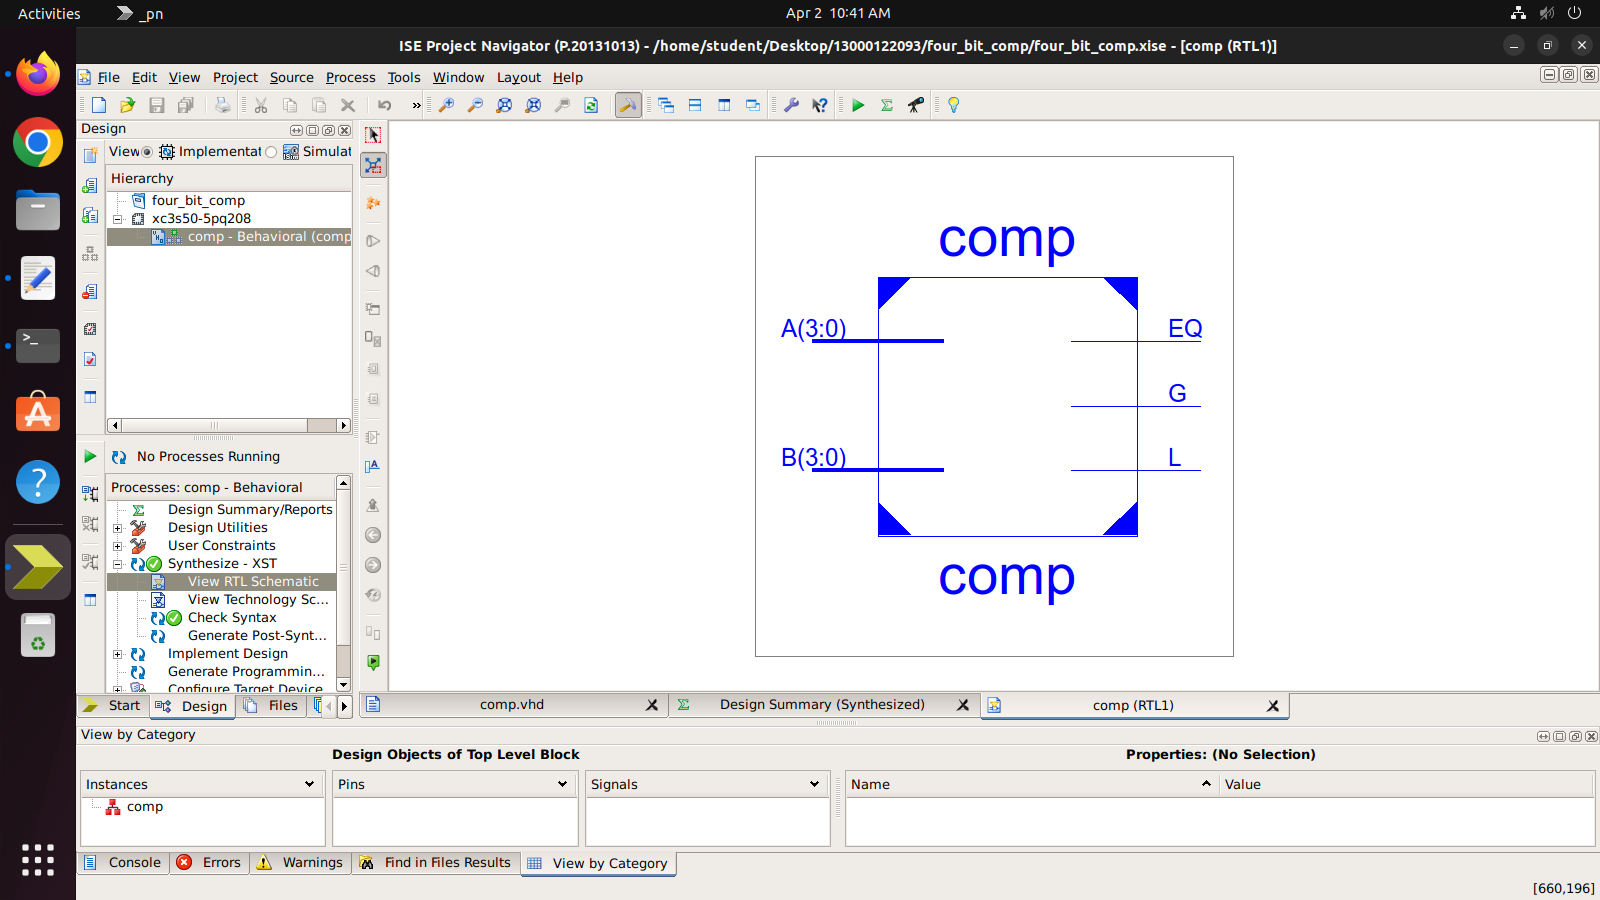 Activities
_pn
Apr 2 10:41 AM
ISE Project Navigator (P.20131013) - /home/student/Desktop/13000122093/four_bit_comp/four_bit_comp.xise - [comp (RTL1)]
File Edit View Project Source Process Tools Window Layout Help
»
Design
View Implementat Simulat
Hierarchy
four_bit_comp
xc3s50-5pq208
comp - Behavioral (comp
No Processes Running
Processes: comp - Behavioral
Design Summary/Reports
Design Utilities
User Constraints
Synthesize - XST
View RTL Schematic
View Technology Sc...
Check Syntax
Generate Post-Synt...
Implement Design
Generate Programmin...
Configure Target Device
Start Design Files
comp
A(3:0)
EQ
G
B(3:0)
L
comp
comp.vhd
Design Summary (Synthesized)
comp (RTL1)
View by Category
Design Objects of Top Level Block
Properties: (No Selection)
Instances
Pins
Signals
Name
Value
comp
Console
Errors
Warnings
Find in Files Results
View by Category
[660,196]